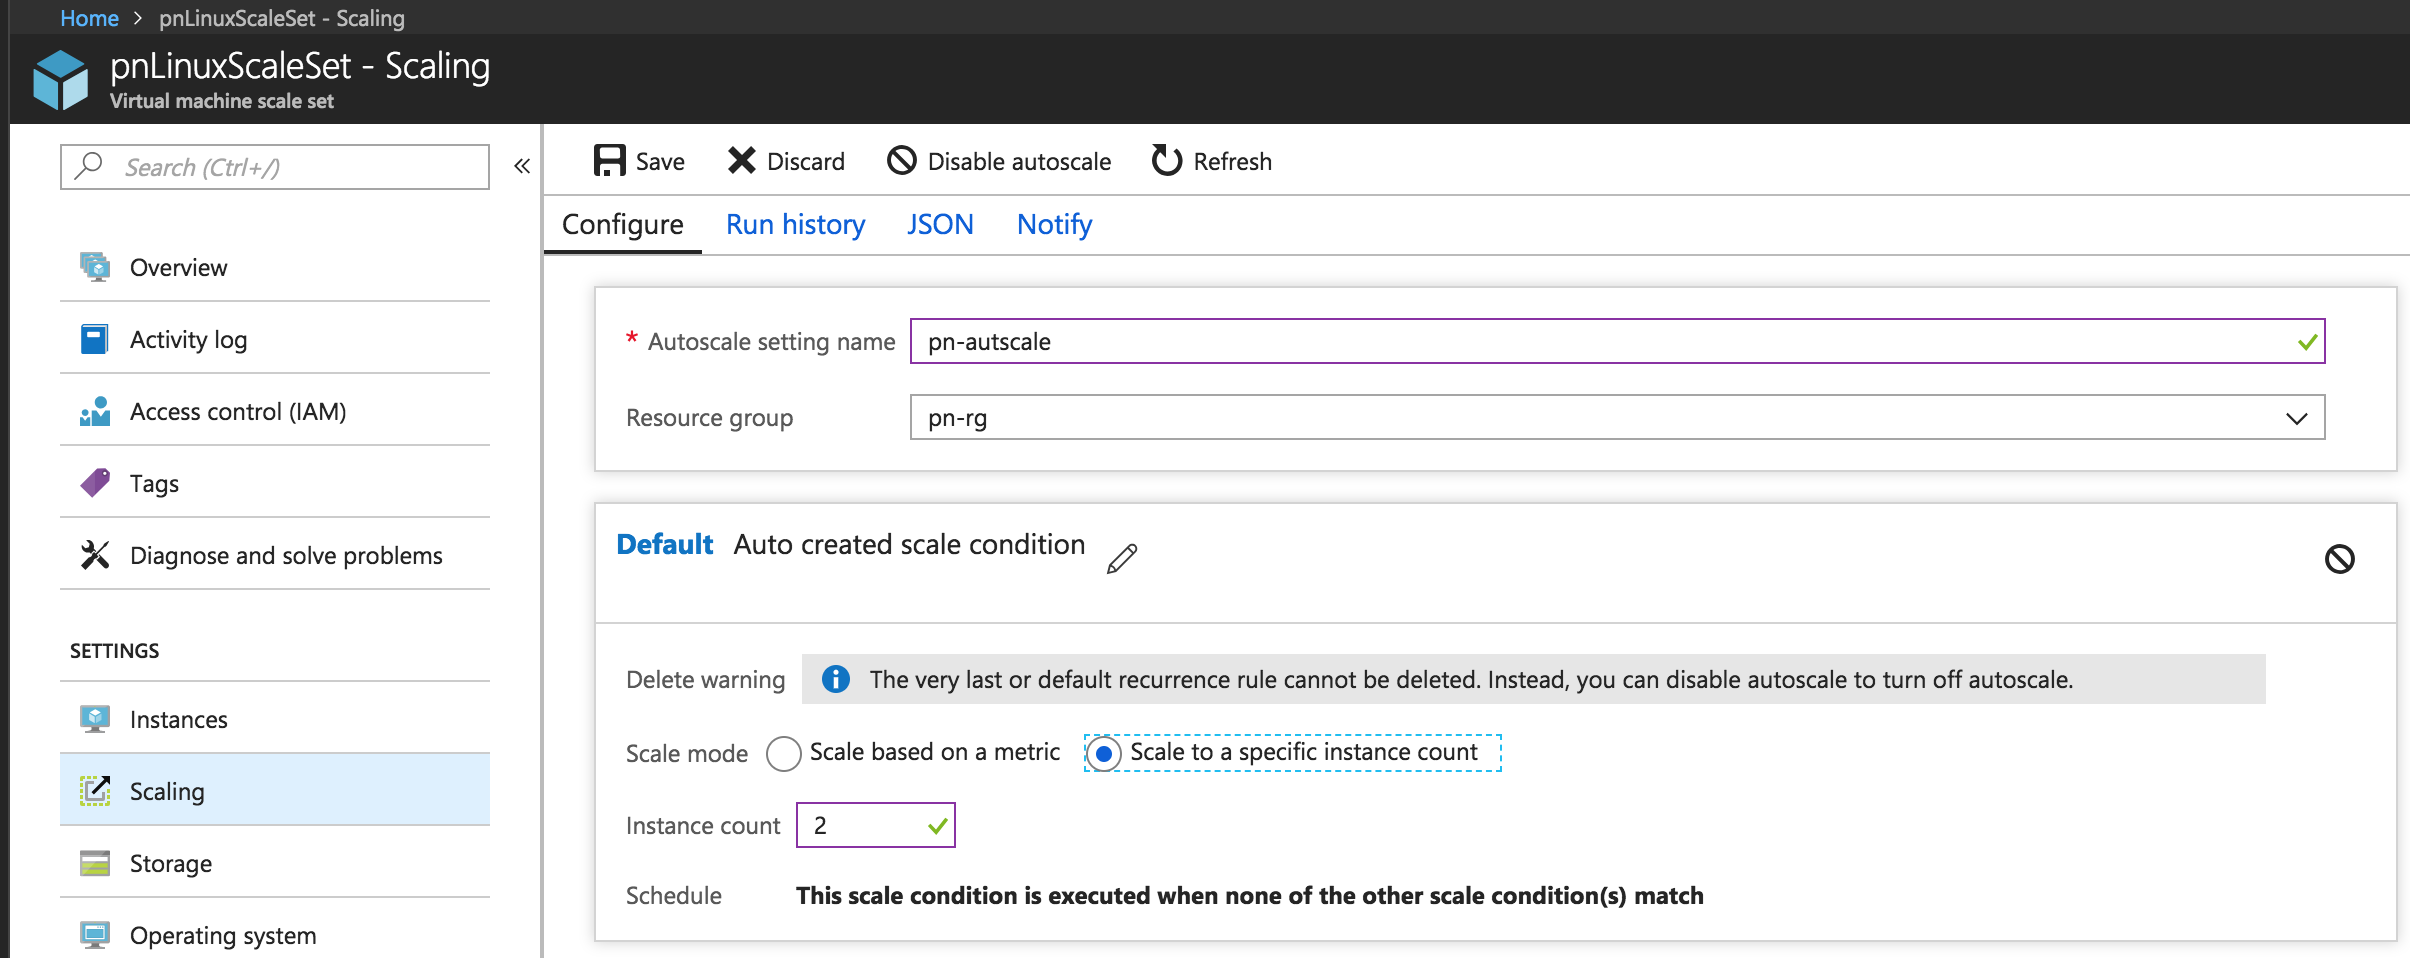 Home > pnLinuxScaleSet - Scaling
pnLinuxScaleSet - Scaling
Virtual machine scale set
Search (Ctrl+/)
«
Overview
Activity log
Access control (IAM)
Tags
Diagnose and solve problems
SETTINGS
Instances
Scaling
Storage
Operating system
Save Discard Disable autoscale Refresh
Configure Run history JSON Notify
* Autoscale setting name pn-autscale
Resource group pn-rg
Default Auto created scale condition
Delete warning The very last or default recurrence rule cannot be deleted. Instead, you can disable autoscale to turn off autoscale.
Scale mode Scale based on a metric Scale to a specific instance count
Instance count 2
Schedule This scale condition is executed when none of the other scale condition(s) match